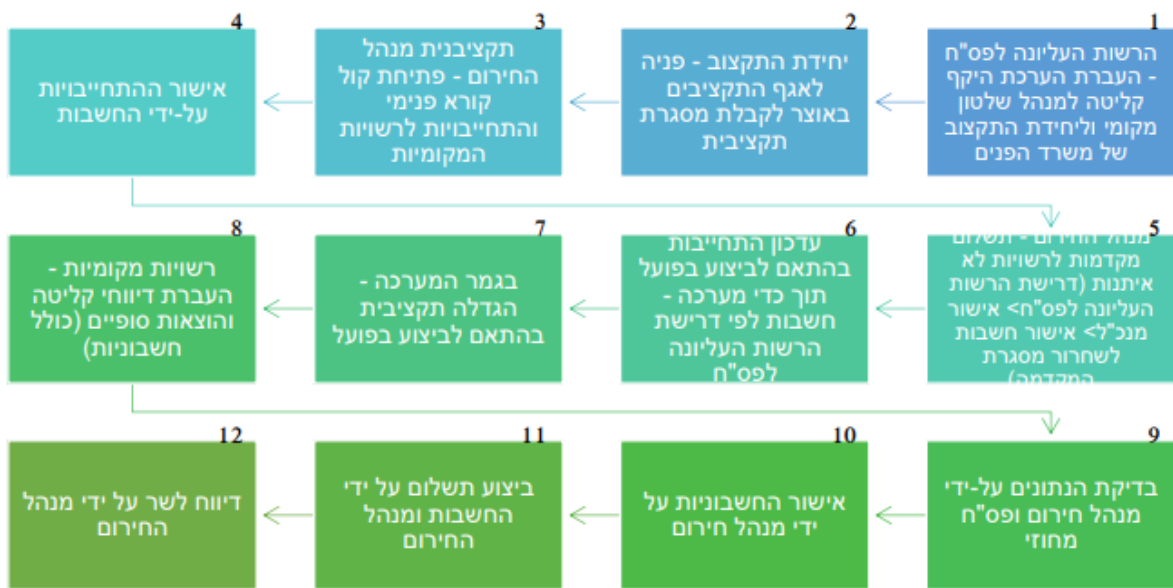 1
הרשות העליונה לפס"ח
- העברת הערכת היקף
קליטה למנהל שלטון
מקומי וליחידת התקצוב
של משרד הפנים
2
יחידת התקצוב - פניה
לאגף התקציבים
באוצר לקבלת מסגרת
תקציבית
3
תקציבנית מנהל
החירום - פתיחת קול
קורא פנימי
והתחייבויות לרשויות
המקומיות
4
אישור ההתחייבויות
על-ידי החשבות
5
מנהל החירום - תשלום
מקדמות לרשויות לא
איתנות (דרישת הרשות
העליונה לפס"ח> אישור
מנכ"ל> אישור חשבות
לשחרור מסגרת
המקדמה)
6
עדכון התחייבות
בהתאם לביצוע בפועל
תוך כדי מערכה -
חשבות לפי דרישת
הרשות העליונה
לפס"ח
7
בגמר המערכה -
הגדלה תקציבית
בהתאם לביצוע בפועל
8
רשויות מקומיות -
העברת דיווחי קליטה
והוצאות סופיים (כולל
חשבוניות)
9
בדיקת הנתונים על-ידי
מנהל חירום ופס"ח
מחוזי
10
אישור החשבוניות על
ידי מנהל חירום
11
ביצוע תשלום על ידי
החשבות ומנהל
החירום
12
דיווח לשר על ידי מנהל
החירום